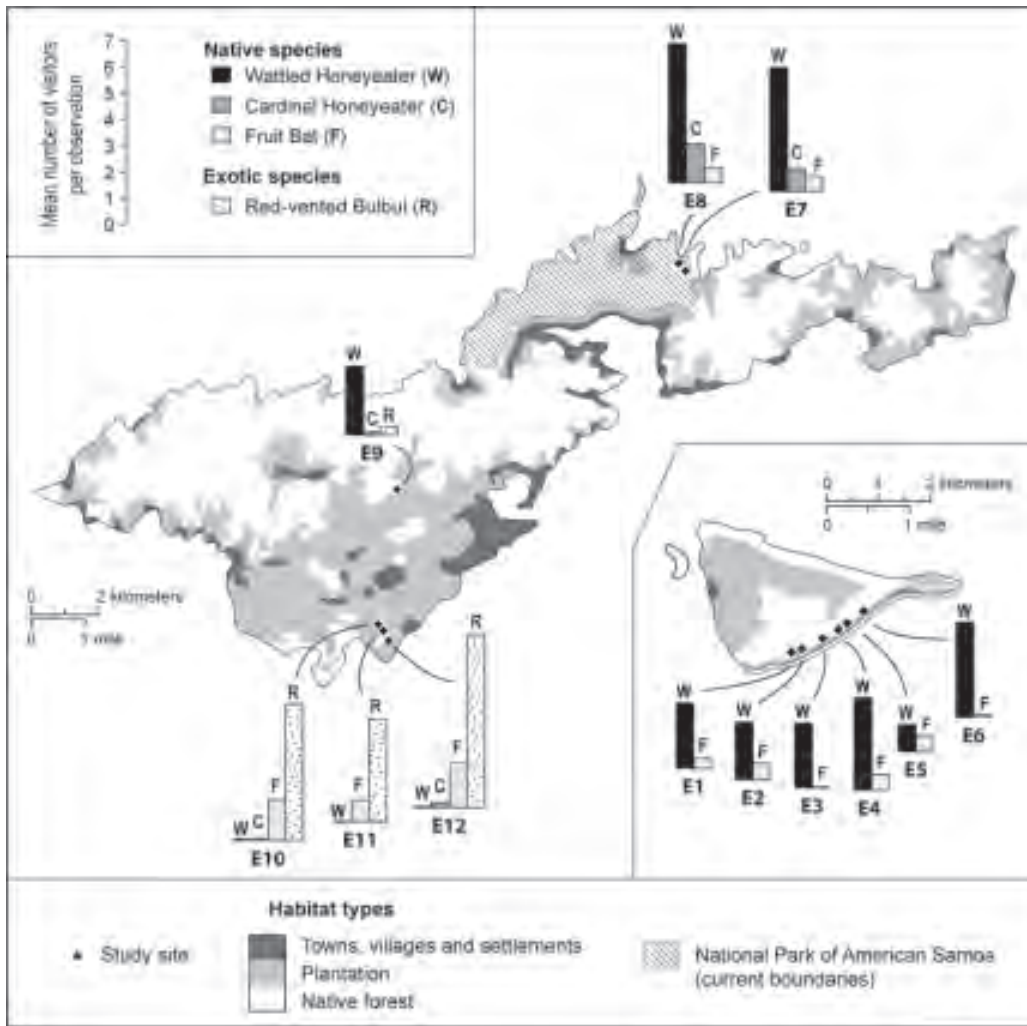 Mean number of visitors
per observation
7
6
5
4
3
2
1
0
Native species
Wattled Honeyeater (W)
Cardinal Honeyeater (C)
Fruit Bat (F)
Exotic species
Red-vented Bulbul (R)
W
C
F
E8
W
C
F
E7
W
C
R
E9
0 2 kilometers
0 1 mile
0 1 2 kilometers
0 1 mile
W
C
F
R
E10
W
F
R
E11
W
C
F
R
E12
W
F
E1
W
F
E2
W
F
E3
W
F
E4
W
F
E5
W
F
E6
Study site
Habitat types
Towns, villages and settlements
Plantation
Native forest
National Park of American Samoa
(current boundaries)